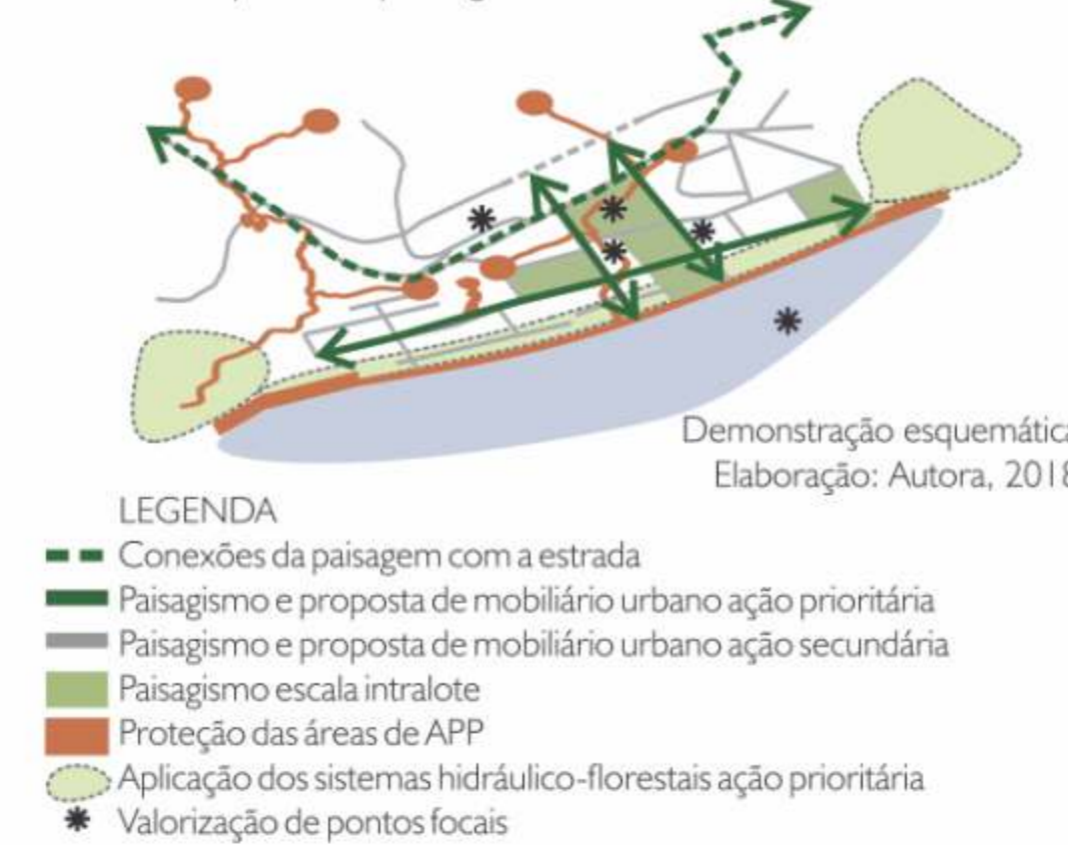 Demonstração esquemática
Elaboração: Autora, 2018
LEGENDA
Conexões da paisagem com a estrada
Paisagismo e proposta de mobiliário urbano ação prioritária
Paisagismo e proposta de mobiliário urbano ação secundária
Paisagismo escala intralote
Proteção das áreas de APP
Aplicação dos sistemas hidráulico-florestais ação prioritária
Valorização de pontos focais